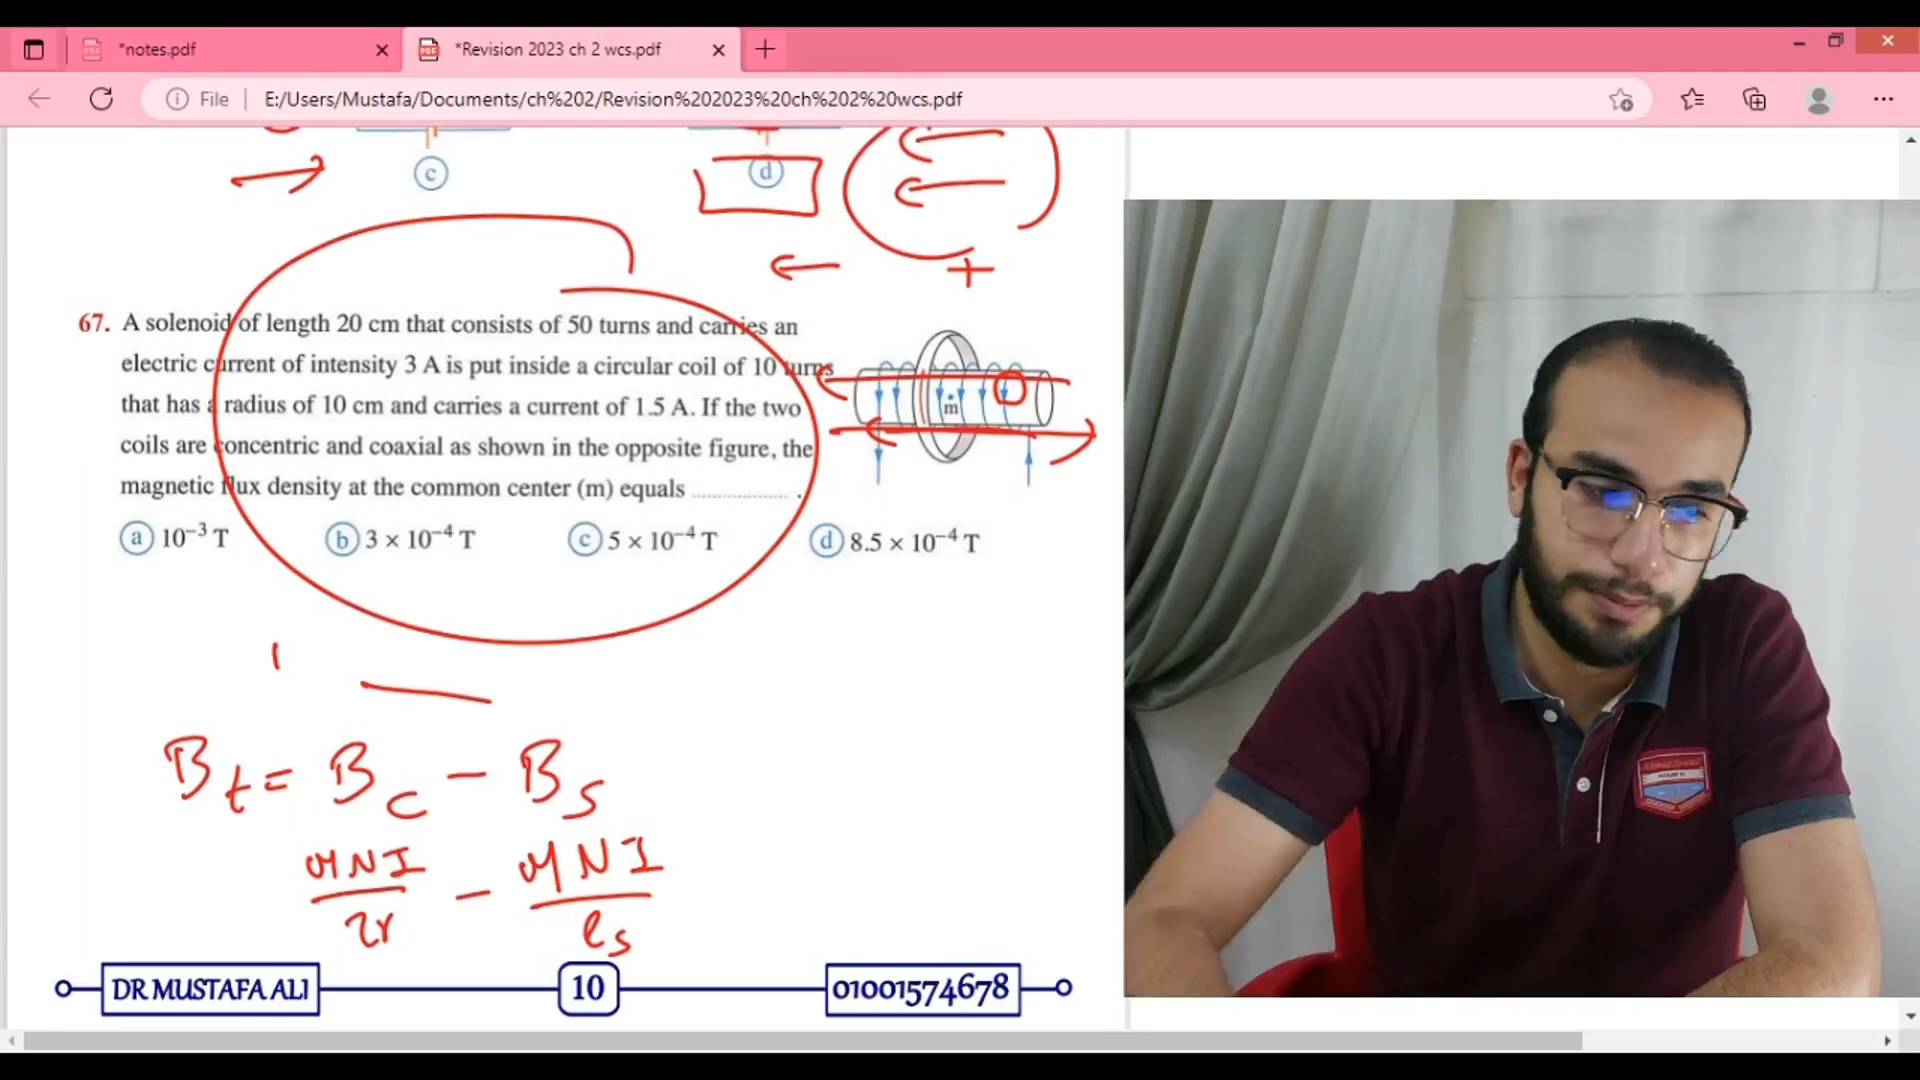 *notes.pdf
*Revision 2023 ch 2 wcs.pdf
File
E:/Users/Mustafa/Documents/ch%202/Revision%202023%20ch%202%20wcs.pdf
c
d
+
67. A solenoid of length 20 cm that consists of 50 turns and carries an
electric current of intensity 3 A is put inside a circular coil of 10 turns
that has a radius of 10 cm and carries a current of 1.5 A. If the two
coils are concentric and coaxial as shown in the opposite figure, the
magnetic flux density at the common center (m) equals .................... .
m
a 10⁻³ T
b 3 × 10⁻⁴ T
c 5 × 10⁻⁴ T
d 8.5 × 10⁻⁴ T
Bt = Bc − Bs
μNI/2r − μNI/ℓs
DR MUSTAFA ALI
10
01001574678